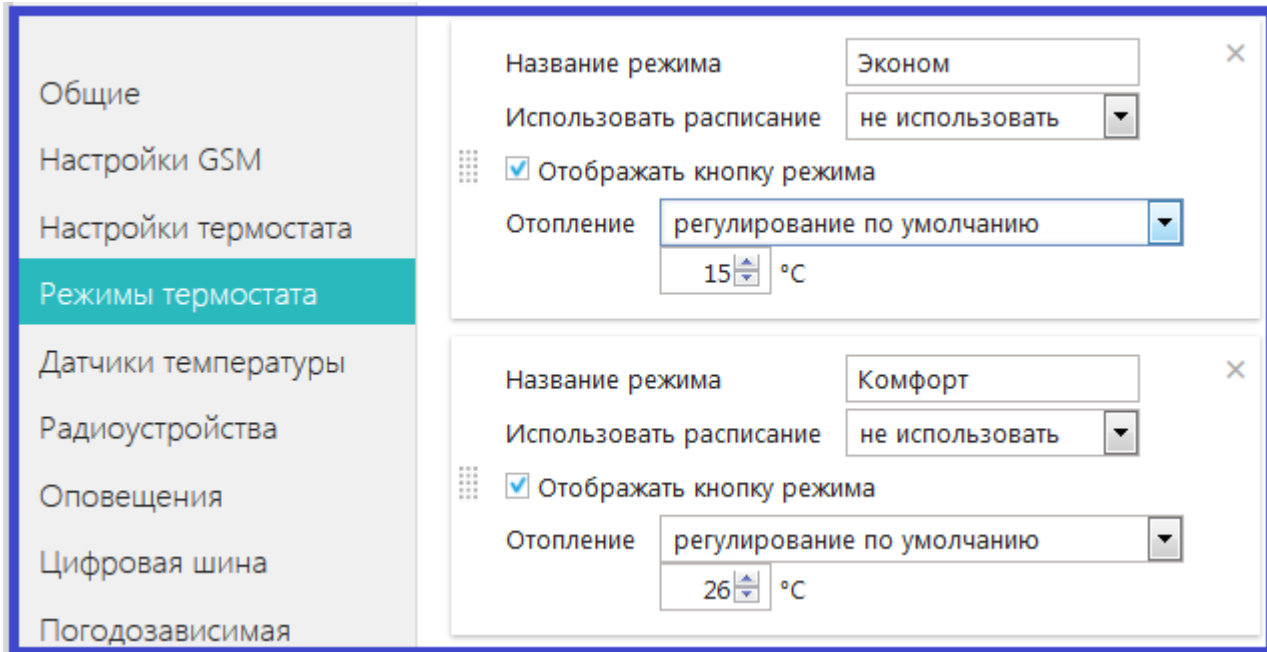 Общие
Настройки GSM
Настройки термостата
Режимы термостата
Датчики температуры
Радиоустройства
Оповещения
Цифровая шина
Погодозависимая
Название режима Эконом
Использовать расписание не использовать
Отображать кнопку режима
Отопление регулирование по умолчанию
15 °C
Название режима Комфорт
Использовать расписание не использовать
Отображать кнопку режима
Отопление регулирование по умолчанию
26 °C